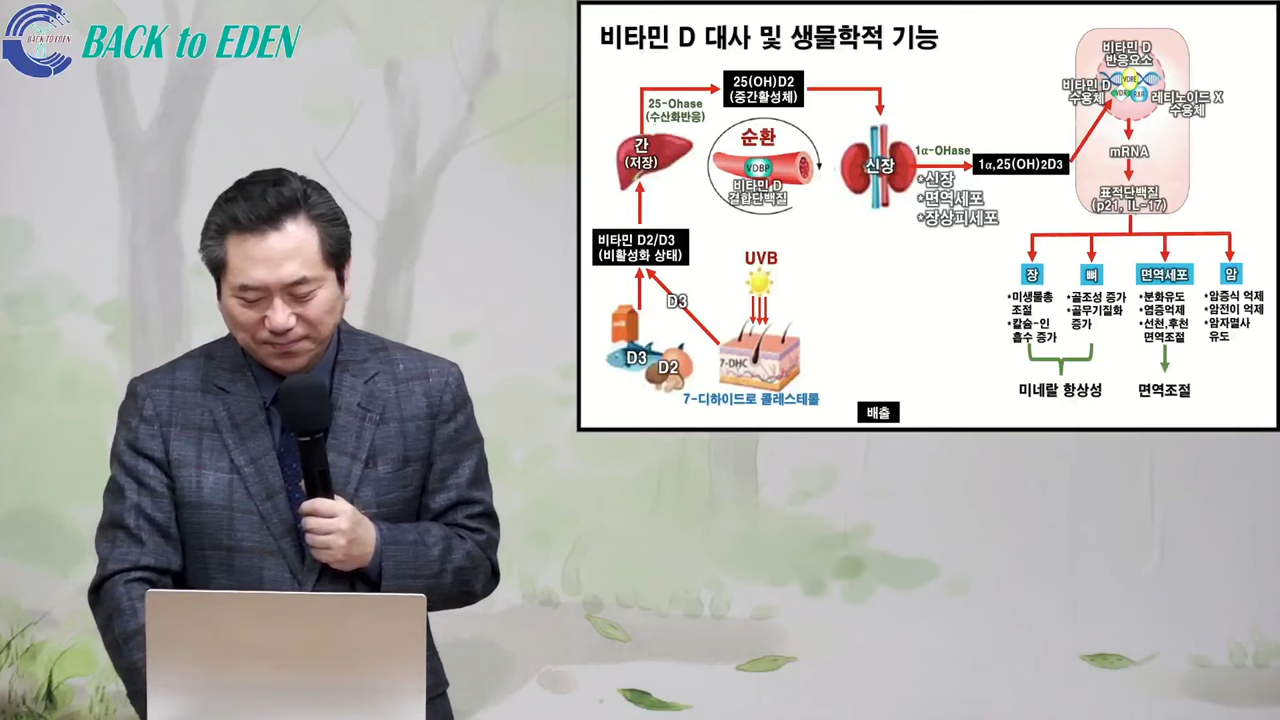 BACK TO EDEN
BACK to EDEN
비타민 D 대사 및 생물학적 기능
25(OH)D2
(중간활성체)
25-Ohase
(수산화반응)
간
(저장)
순환
VDBP
비타민 D
결합단백질
신장
1α-OHase
*신장
*면역세포
*장상피세포
1α,25(OH)2D3
비타민 D
반응요소
VDRE
비타민 D
수용체
VDR
RXR
레티노이드 X
수용체
mRNA
표적단백질
(p21, IL-17)
비타민 D2/D3
(비활성화 상태)
D3
D3
D2
UVB
7-DHC
7-디하이드로 콜레스테롤
배출
장
*미생물총
조절
*칼슘-인
흡수 증가
뼈
*골조성 증가
*골무기질화
증가
미네랄 항상성
면역세포
*분화유도
*염증억제
*선천,후천
면역조절
면역조절
암
*암증식 억제
*암전이 억제
*암자멸사
유도